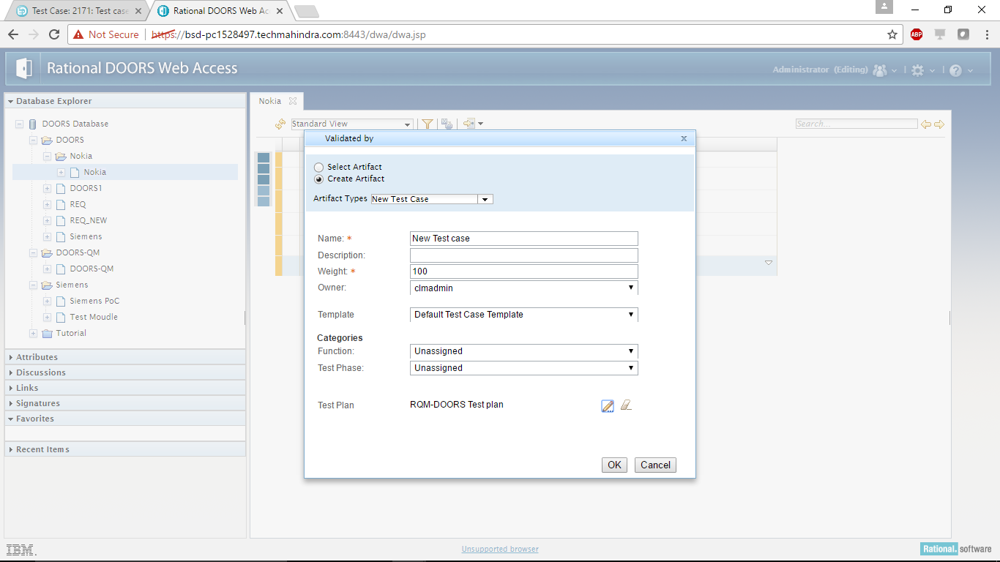 Test Case: 2171: Test case
Rational DOORS Web Ac
Not Secure
https://bsd-pc1528497.techmahindra.com:8443/dwa/dwa.jsp
ABP
Rational DOORS Web Access
Administrator (Editing)
Database Explorer
DOORS Database
DOORS
Nokia
Nokia
DOORS1
REQ
REQ_NEW
Siemens
DOORS-QM
DOORS-QM
Siemens
Siemens PoC
Test Moudle
Tutorial
Attributes
Discussions
Links
Signatures
Favorites
Recent Items
Nokia
Standard View
Search...
Validated by
Select Artifact
Create Artifact
Artifact Types New Test Case
Name: * New Test case
Description:
Weight: * 100
Owner: clmadmin
Template Default Test Case Template
Categories
Function: Unassigned
Test Phase: Unassigned
Test Plan RQM-DOORS Test plan
OK Cancel
IBM.
Unsupported browser
Rational. software